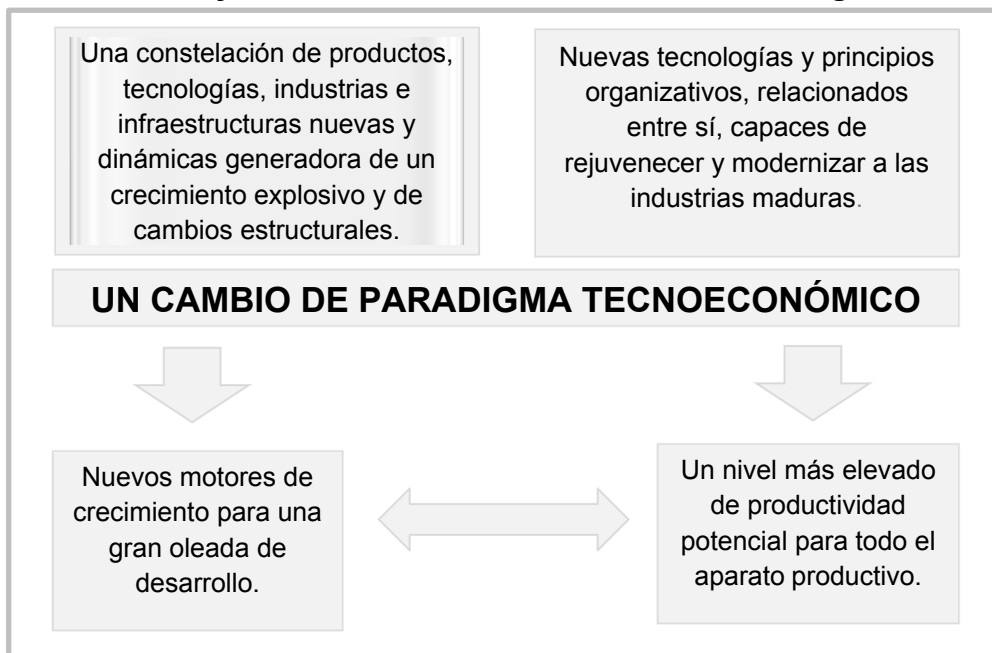 Una constelación de productos,
tecnologías, industrias e
infraestructuras nuevas y
dinámicas generadora de un
crecimiento explosivo y de
cambios estructurales.
Nuevas tecnologías y principios
organizativos, relacionados
entre sí, capaces de
rejuvenecer y modernizar a las
industrias maduras.
UN CAMBIO DE PARADIGMA TECNOECONÓMICO
Nuevos motores de
crecimiento para una
gran oleada de
desarrollo.
Un nivel más elevado
de productividad
potencial para todo el
aparato productivo.